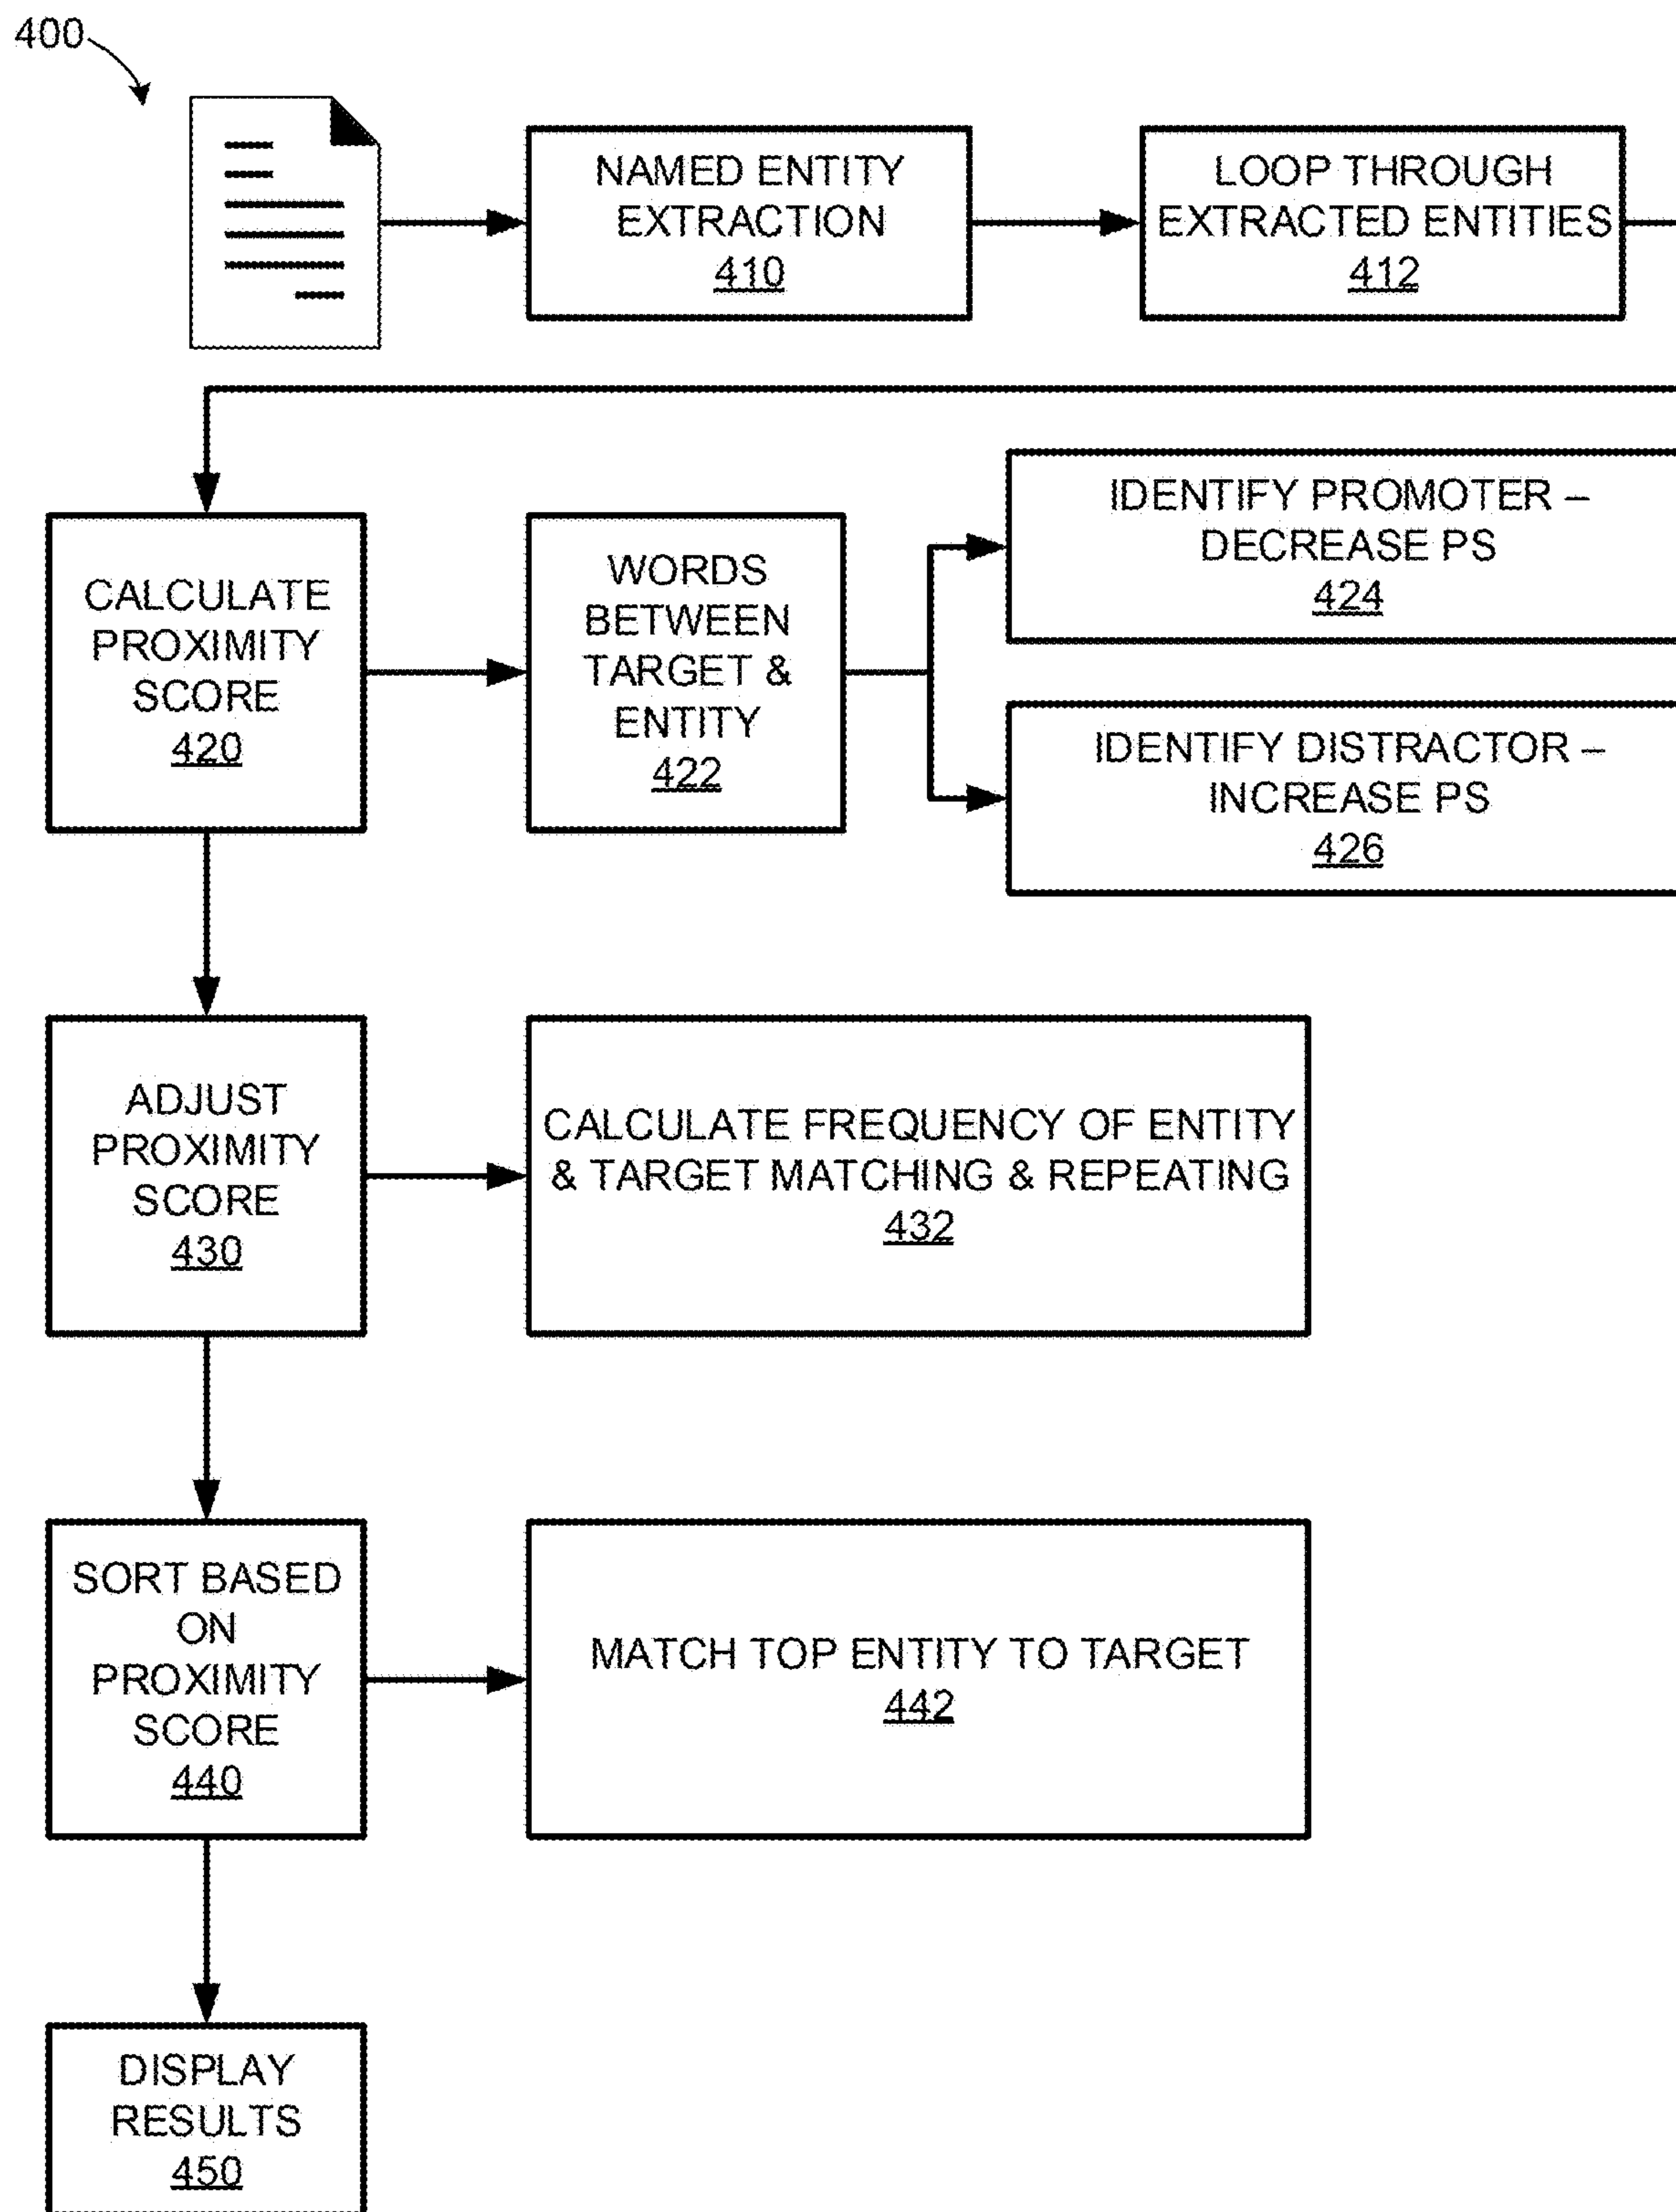 400
NAMED ENTITY
EXTRACTION
410
LOOP THROUGH
EXTRACTED ENTITIES
412
CALCULATE
PROXIMITY
SCORE
420
WORDS
BETWEEN
TARGET &
ENTITY
422
IDENTIFY PROMOTER –
DECREASE PS
424
IDENTIFY DISTRACTOR –
INCREASE PS
426
ADJUST
PROXIMITY
SCORE
430
CALCULATE FREQUENCY OF ENTITY
& TARGET MATCHING & REPEATING
432
SORT BASED
ON
PROXIMITY
SCORE
440
MATCH TOP ENTITY TO TARGET
442
DISPLAY
RESULTS
450